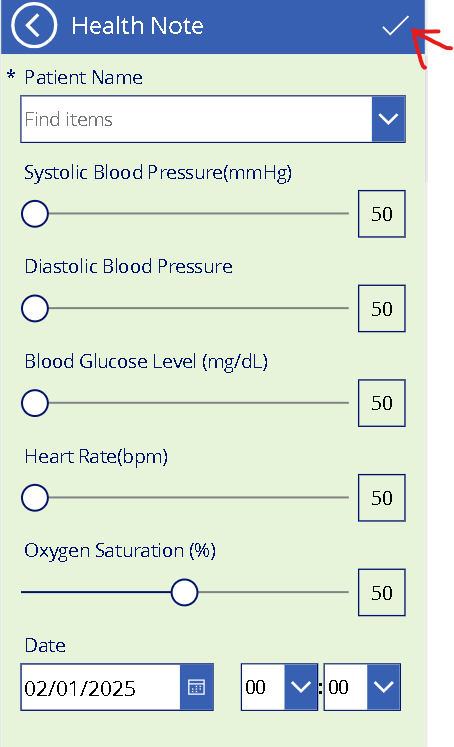 Health Note
* Patient Name
Find items
Systolic Blood Pressure(mmHg)
50
Diastolic Blood Pressure
50
Blood Glucose Level (mg/dL)
50
Heart Rate(bpm)
50
Oxygen Saturation (%)
50
Date
02/01/2025 00 : 00